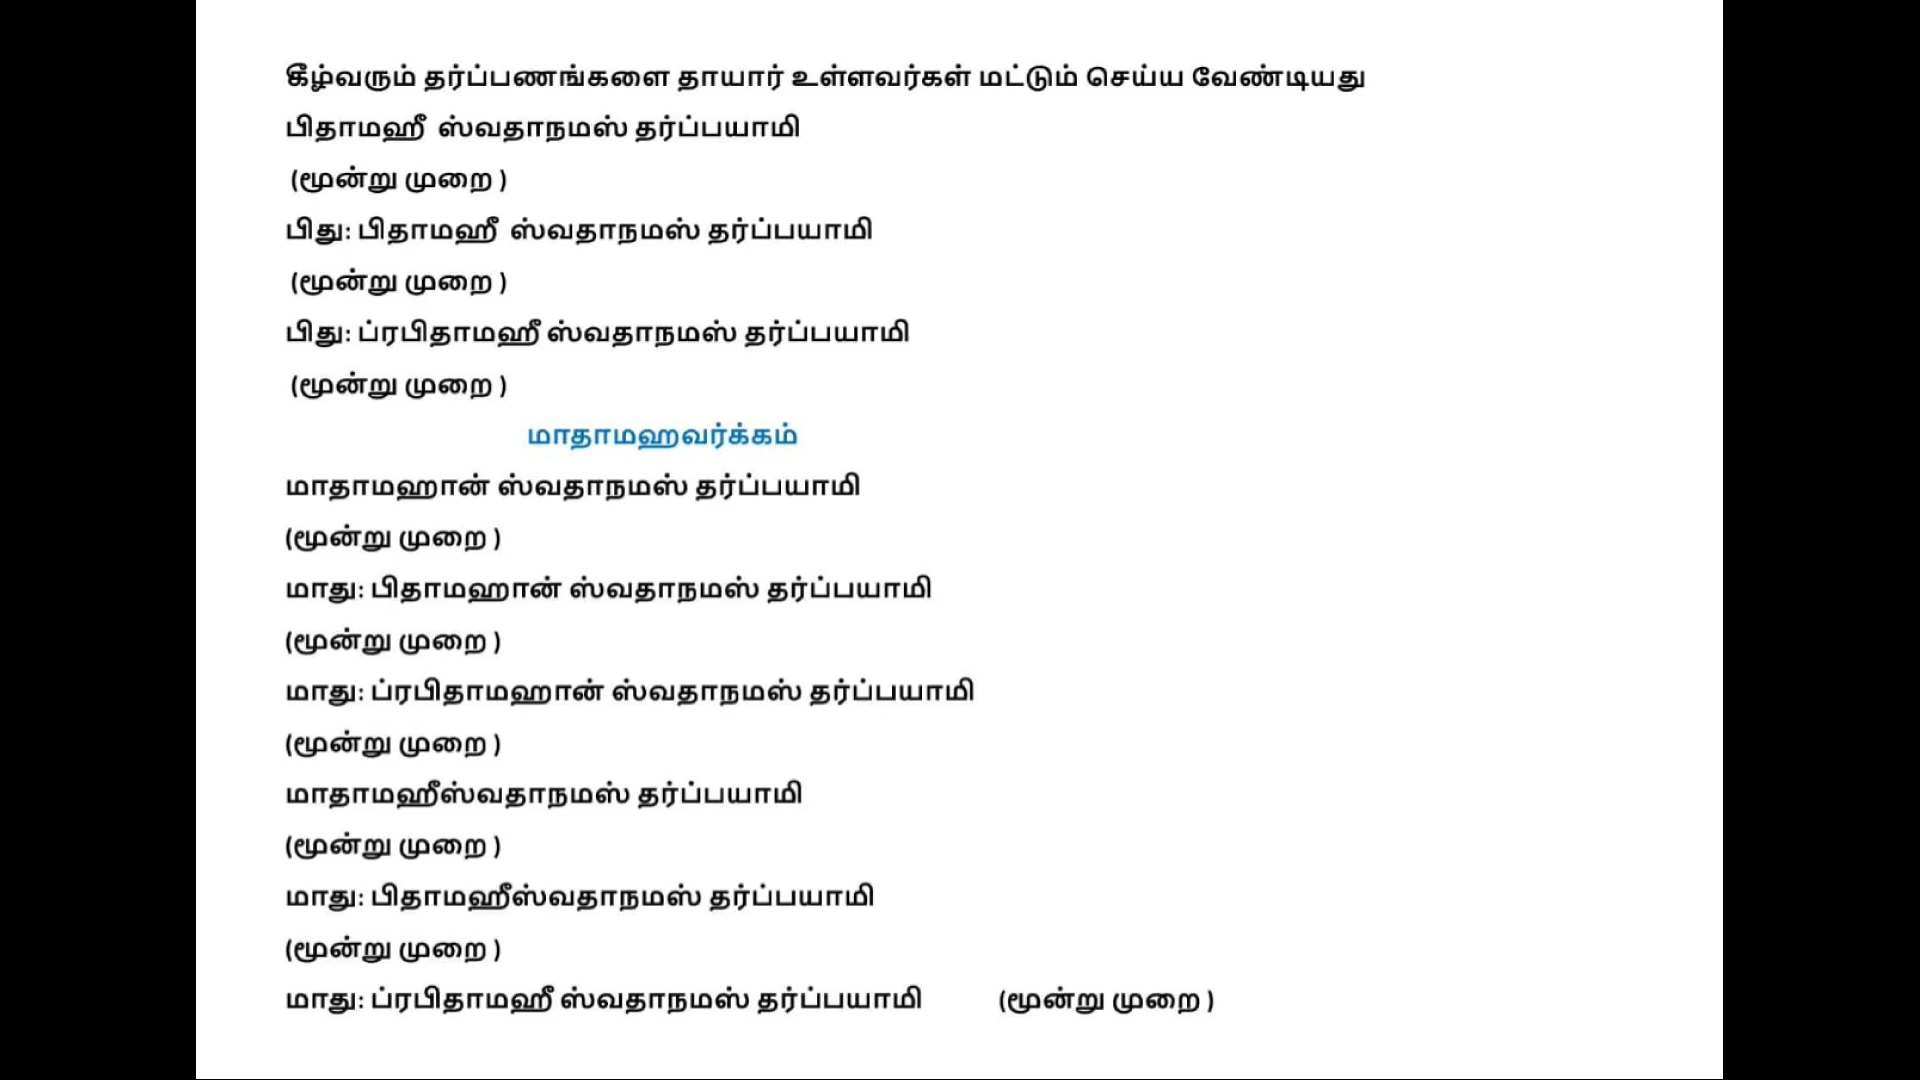 கீழ்வரும் தர்ப்பணங்களை தாயார் உள்ளவர்கள் மட்டும் செய்ய வேண்டியது
பிதாமஹீ ஸ்வதாநமஸ் தர்ப்பயாமி
(மூன்று முறை )
பிது: பிதாமஹீ ஸ்வதாநமஸ் தர்ப்பயாமி
(மூன்று முறை )
பிது: ப்ரபிதாமஹீ ஸ்வதாநமஸ் தர்ப்பயாமி
(மூன்று முறை )
மாதாமஹவர்க்கம்
மாதாமஹான் ஸ்வதாநமஸ் தர்ப்பயாமி
(மூன்று முறை )
மாது: பிதாமஹான் ஸ்வதாநமஸ் தர்ப்பயாமி
(மூன்று முறை )
மாது: ப்ரபிதாமஹான் ஸ்வதாநமஸ் தர்ப்பயாமி
(மூன்று முறை )
மாதாமஹீஸ்வதாநமஸ் தர்ப்பயாமி
(மூன்று முறை )
மாது: பிதாமஹீஸ்வதாநமஸ் தர்ப்பயாமி
(மூன்று முறை )
மாது: ப்ரபிதாமஹீ ஸ்வதாநமஸ் தர்ப்பயாமி (மூன்று முறை )